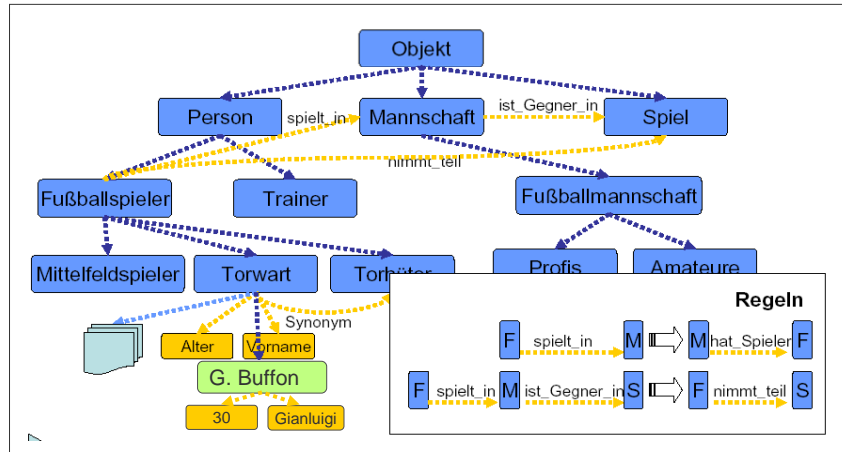 Objekt
ist_Gegner_in
Person
spielt_in
Mannschaft
Spiel
nimmt_teil
Fußballspieler
Trainer
Fußballmannschaft
Mittelfeldspieler
Torwart
Torhüter
Profis
Amateure
Regeln
Synonym
Alter
Vorname
F
spielt_in
M
M
hat_Spieler
F
G. Buffon
F
spielt_in
M
ist_Gegner_in
S
F
nimmt_teil
S
30
Gianluigi